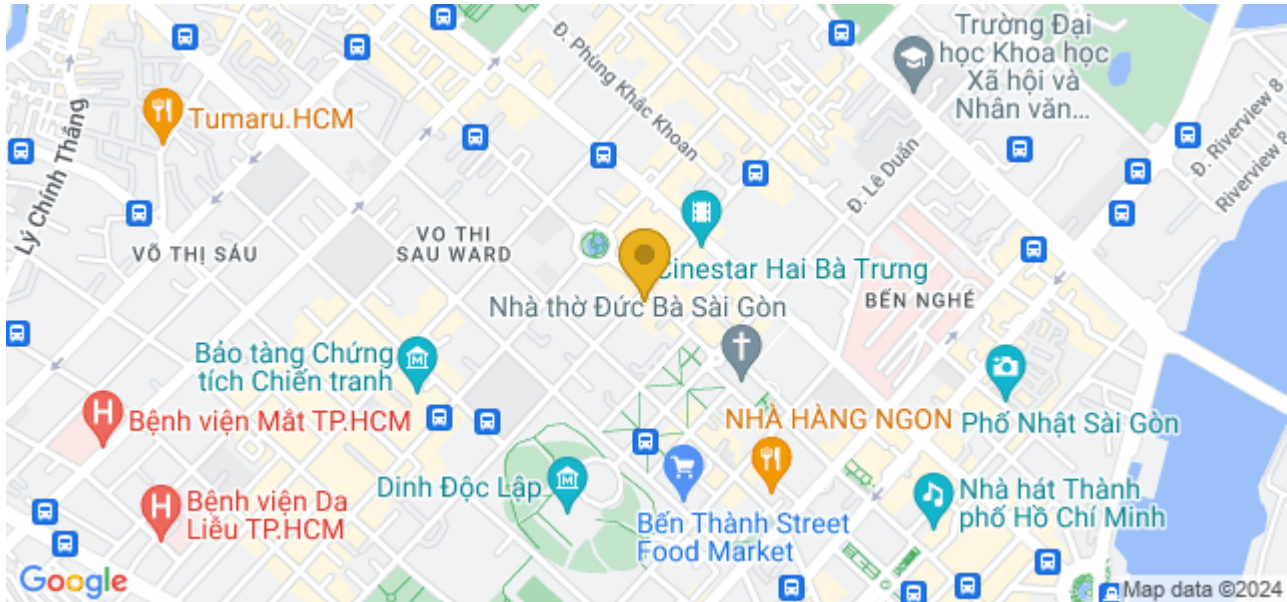 Đ. Phùng Khắc Khoan
Trường Đại
học Khoa học
Xã hội và
Nhân văn...
Tumaru.HCM
Lý Chính Thắng
Đ. Lê Duẩn
Đ. Riverview 8
Riverview 8
VÕ THỊ SÁU
VO THI
SAU WARD
Cinestar Hai Bà Trưng
Nhà thờ Đức Bà Sài Gòn
BẾN NGHÉ
Bảo tàng Chứng
tích Chiến tranh
Bệnh viện Mắt TP.HCM
NHÀ HÀNG NGON
Phố Nhật Sài Gòn
Dinh Độc Lập
Bệnh viện Da
Liễu TP.HCM
Bến Thành Street
Food Market
Nhà hát Thành
phố Hồ Chí Minh
Google
Map data ©2024